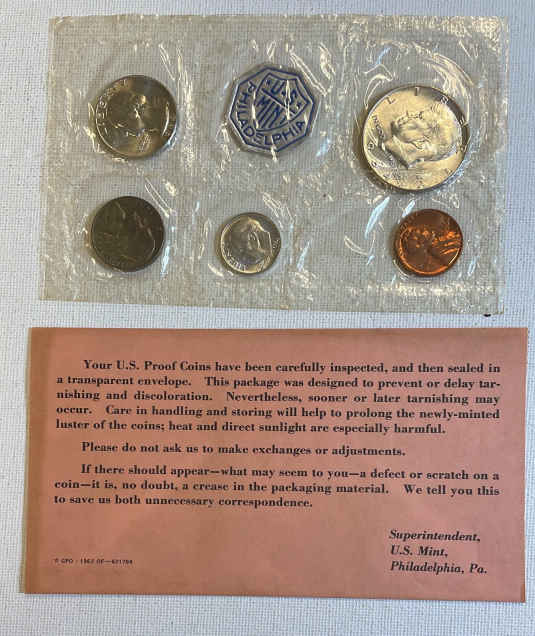 U.S.
MINT
PHILADELPHIA
Your U.S. Proof Coins have been carefully inspected, and then sealed in
a transparent envelope. This package was designed to prevent or delay tar-
nishing and discoloration. Nevertheless, sooner or later tarnishing may
occur. Care in handling and storing will help to prolong the newly-minted
luster of the coins; heat and direct sunlight are especially harmful.
Please do not ask us to make exchanges or adjustments.
If there should appear—what may seem to you—a defect or scratch on a
coin—it is, no doubt, a crease in the packaging material. We tell you this
to save us both unnecessary correspondence.
Superintendent,
U.S. Mint,
Philadelphia, Pa.